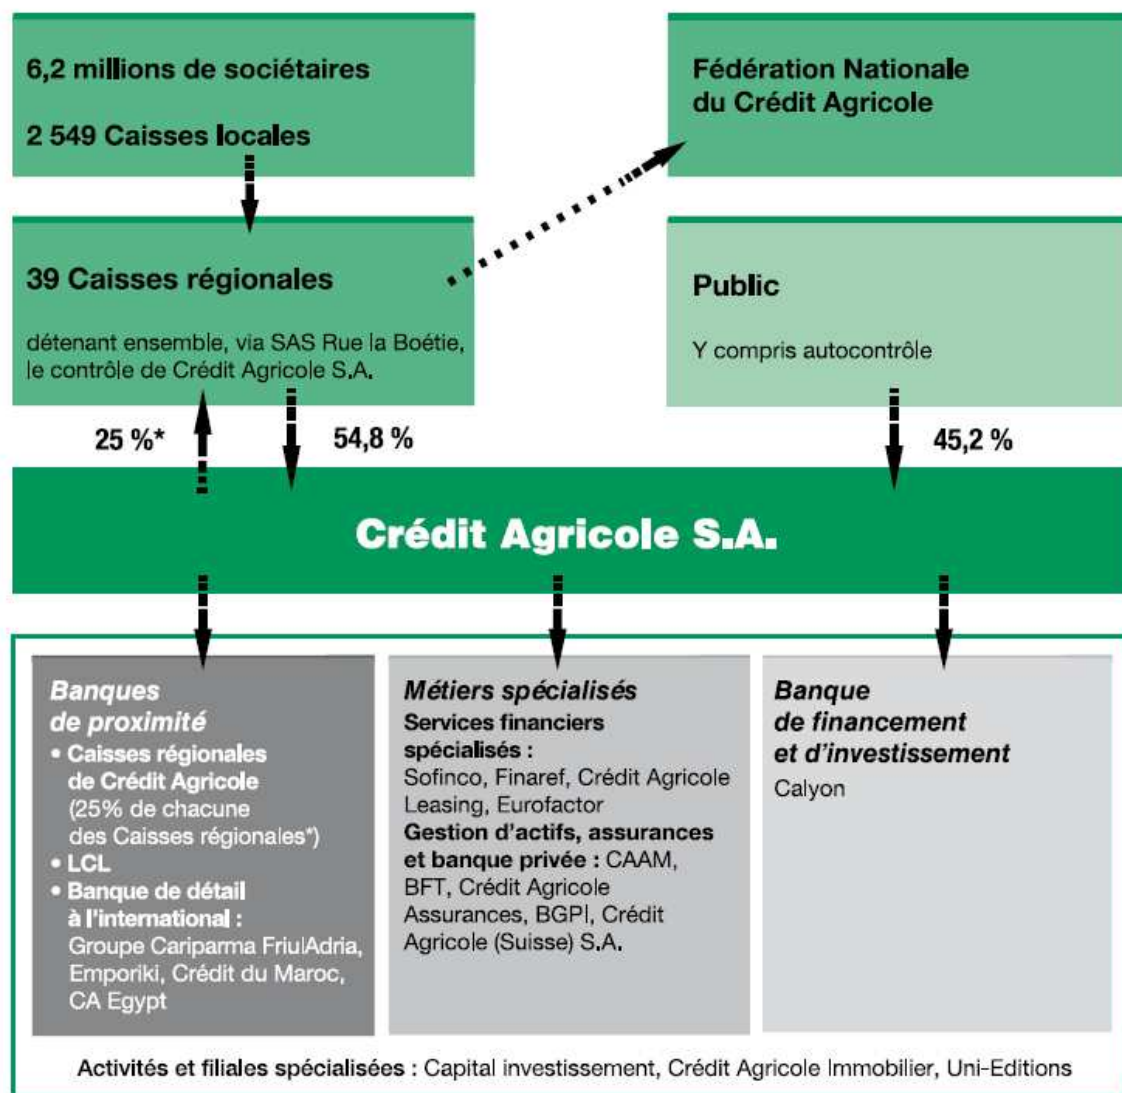 6,2 millions de sociétaires
2 549 Caisses locales
Fédération Nationale
du Crédit Agricole
39 Caisses régionales
détenant ensemble, via SAS Rue la Boétie,
le contrôle de Crédit Agricole S.A.
Public
Y compris autocontrôle
25 %*
54,8 %
45,2 %
Crédit Agricole S.A.
Banques
de proximité
• Caisses régionales
de Crédit Agricole
(25% de chacune
des Caisses régionales*)
• LCL
• Banque de détail
à l'international :
Groupe Cariparma FriulAdria,
Emporiki, Crédit du Maroc,
CA Egypt
Métiers spécialisés
Services financiers
spécialisés :
Sofinco, Finaref, Crédit Agricole
Leasing, Eurofactor
Gestion d'actifs, assurances
et banque privée : CAAM,
BFT, Crédit Agricole
Assurances, BGPI, Crédit
Agricole (Suisse) S.A.
Banque
de financement
et d'investissement
Calyon
Activités et filiales spécialisées : Capital investissement, Crédit Agricole Immobilier, Uni-Editions